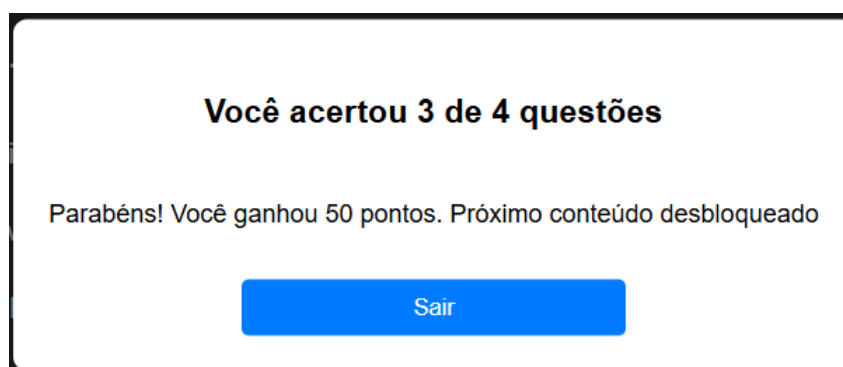 Você acertou 3 de 4 questões
Parabéns! Você ganhou 50 pontos. Próximo conteúdo desbloqueado
Sair